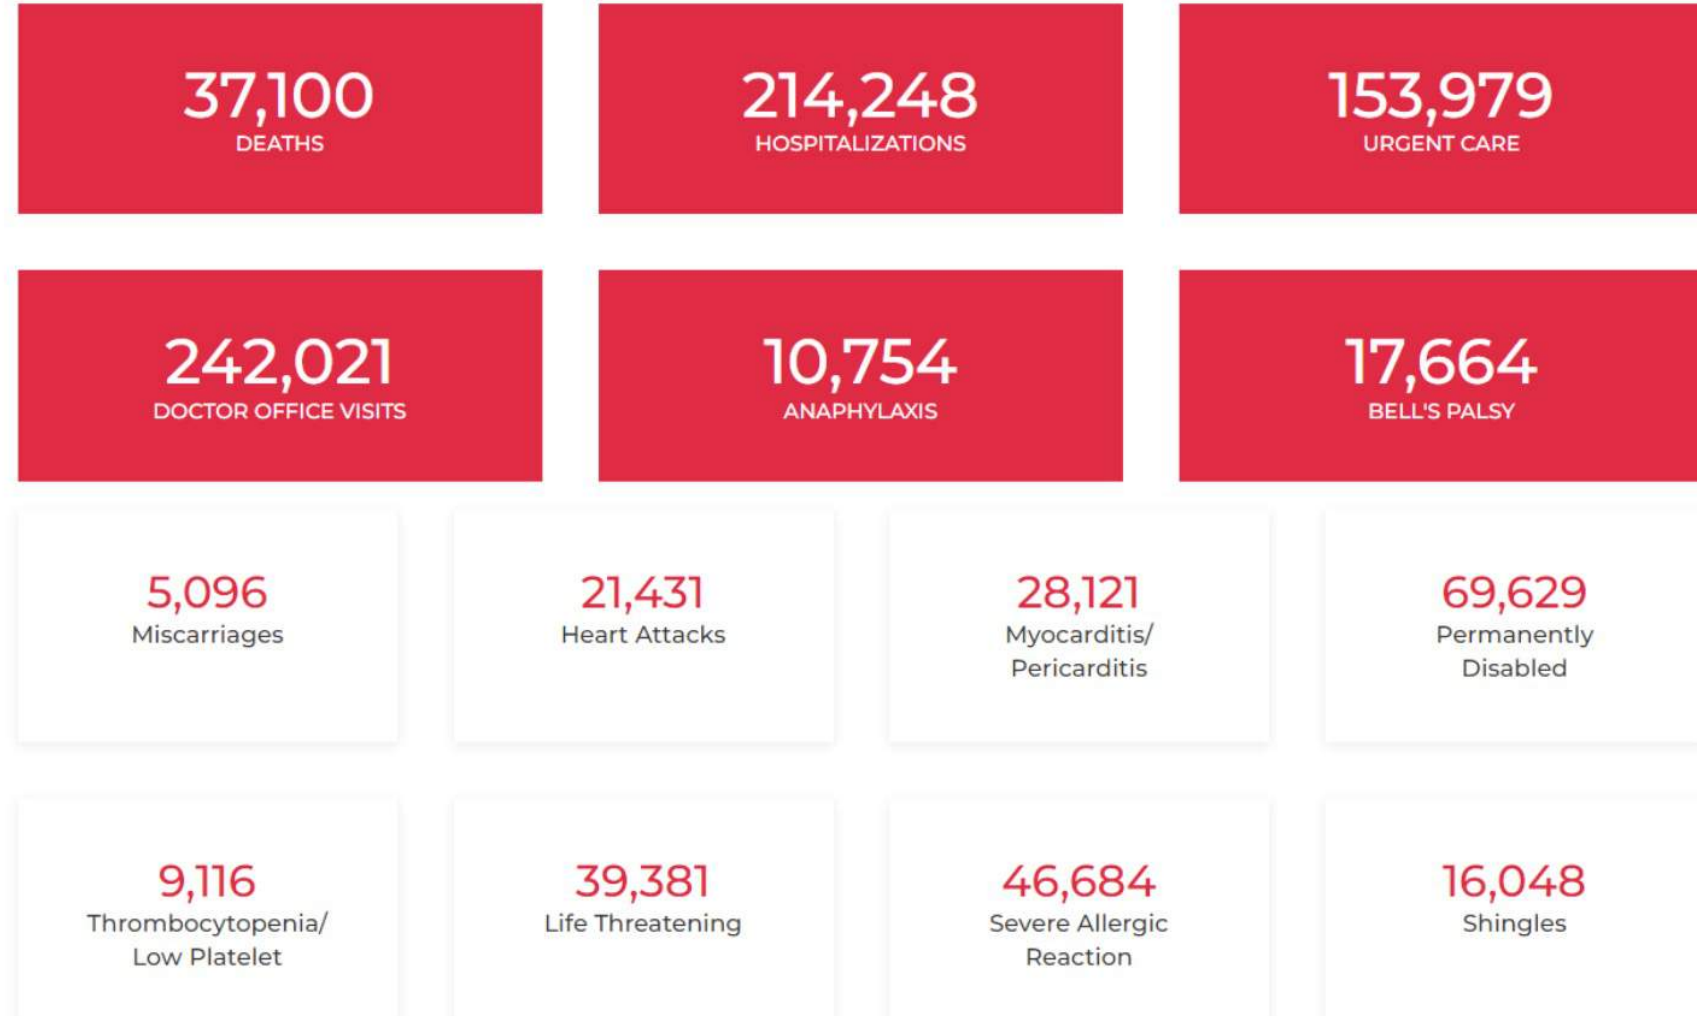 37,100
DEATHS
214,248
HOSPITALIZATIONS
153,979
URGENT CARE
242,021
DOCTOR OFFICE VISITS
10,754
ANAPHYLAXIS
17,664
BELL'S PALSY
5,096
Miscarriages
21,431
Heart Attacks
28,121
Myocarditis/
Pericarditis
69,629
Permanently
Disabled
9,116
Thrombocytopenia/
Low Platelet
39,381
Life Threatening
46,684
Severe Allergic
Reaction
16,048
Shingles